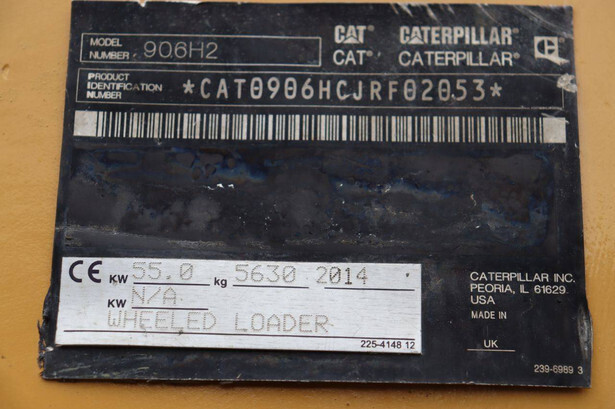 MODEL NUMBER 906H2
CAT® CATERPILLAR
CAT® CATERPILLAR
PRODUCT IDENTIFICATION NUMBER *CAT0906HCJRF02053*
CE KW 55.0 kg 5630 2014
KW N/A
WHEELED LOADER
225-4148 12
CATERPILLAR INC.
PEORIA, IL 61629.
USA
MADE IN
UK
239-6989 3